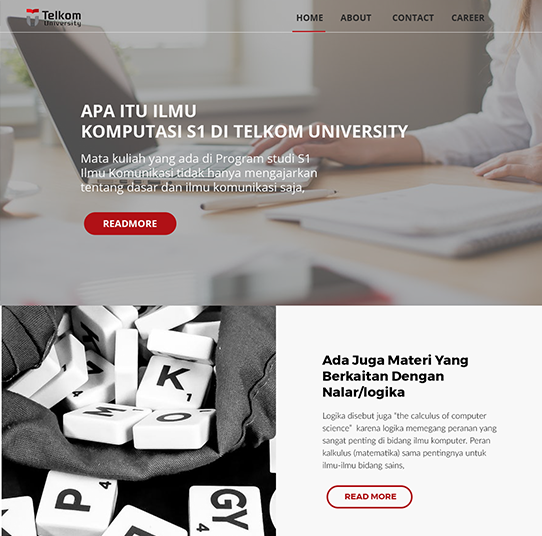 Telkom
University
HOME ABOUT CONTACT CAREER
APA ITU ILMU
KOMPUTASI S1 DI TELKOM UNIVERSITY
Mata kuliah yang ada di Program studi S1
Ilmu Komunikasi tidak hanya mengajarkan
tentang dasar dan ilmu komunikasi saja,
READMORE
K
M
O
P
GY
Ada Juga Materi Yang
Berkaitan Dengan
Nalar/logika
Logika disebut juga “the calculus of computer
science” karena logika memegang peranan yang
sangat penting di bidang ilmu komputer. Peran
kalkulus (matematika) sama pentingnya untuk
ilmu-ilmu bidang sains,
READ MORE